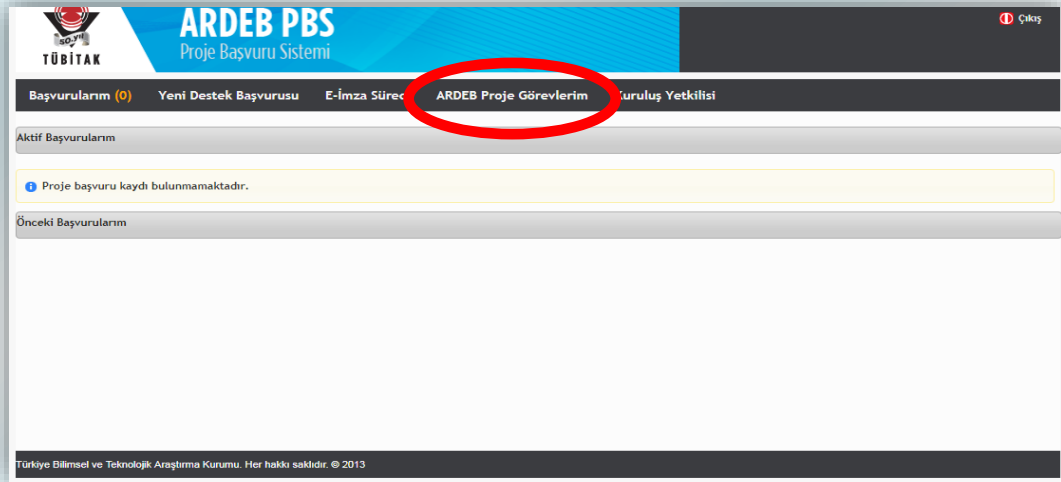 50.yıl
TÜBİTAK
ARDEB PBS
Proje Başvuru Sistemi
Çıkış
Başvurularım (0) Yeni Destek Başvurusu E-İmza ARDEB Proje Görevlerim Yetkilisi
Aktif Başvurularım
Proje başvuru kaydı bulunmamaktadır.
Önceki Başvurularım
Türkiye Bilimsel ve Teknolojik Araştırma Kurumu. Her hakkı saklıdır. © 2013